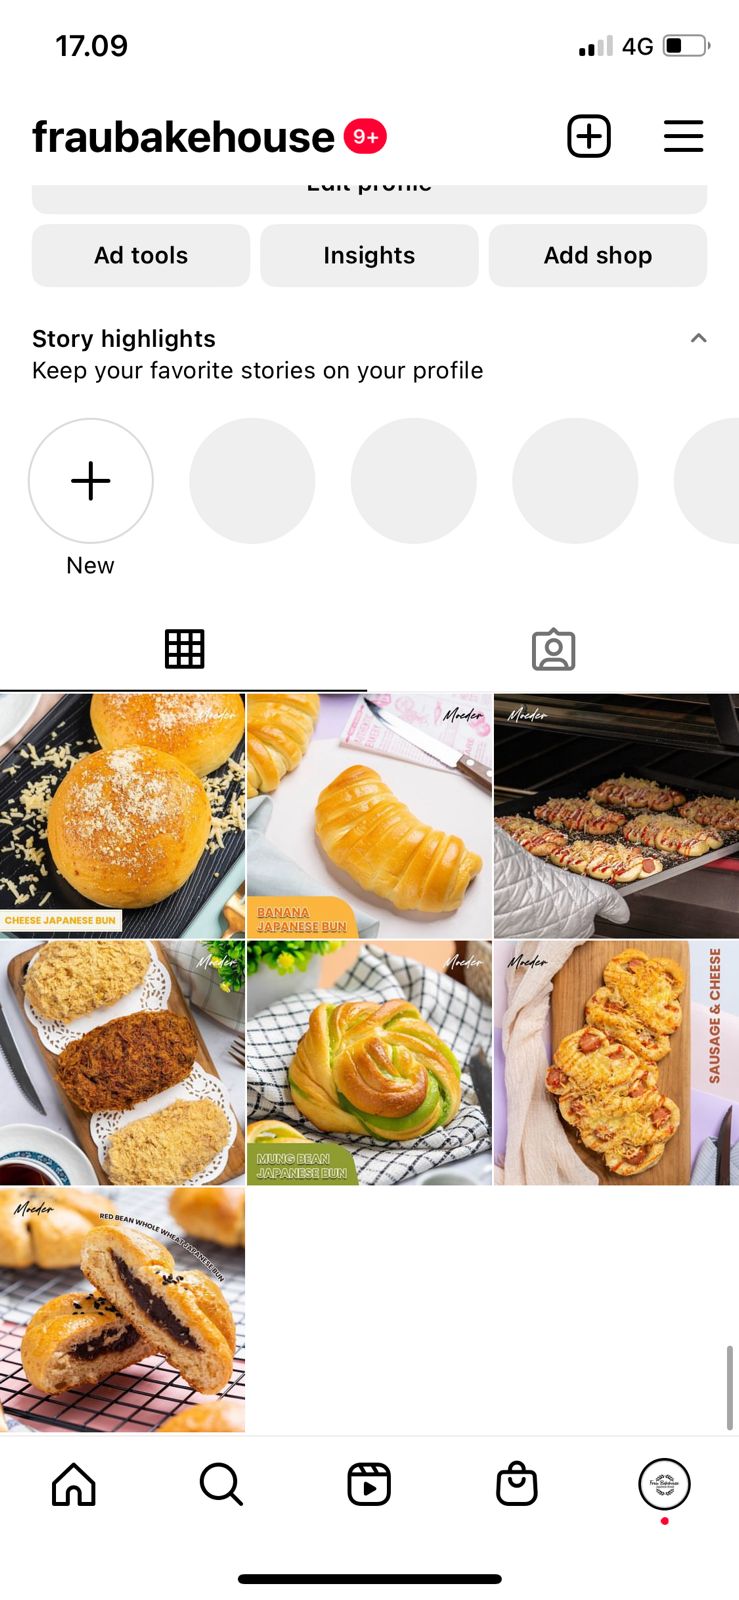 17.09
4G
fraubakehouse 9+
Edit profile
Ad tools
Insights
Add shop
Story highlights
Keep your favorite stories on your profile
New
Moeder
Moeder
Moeder
CHEESE JAPANESE BUN
BANANA
JAPANESE BUN
Moeder
Moeder
Moeder
SAUSAGE & CHEESE
MUNG BEAN
JAPANESE BUN
Moeder
RED BEAN WHOLE WHEAT JAPANESE BUN